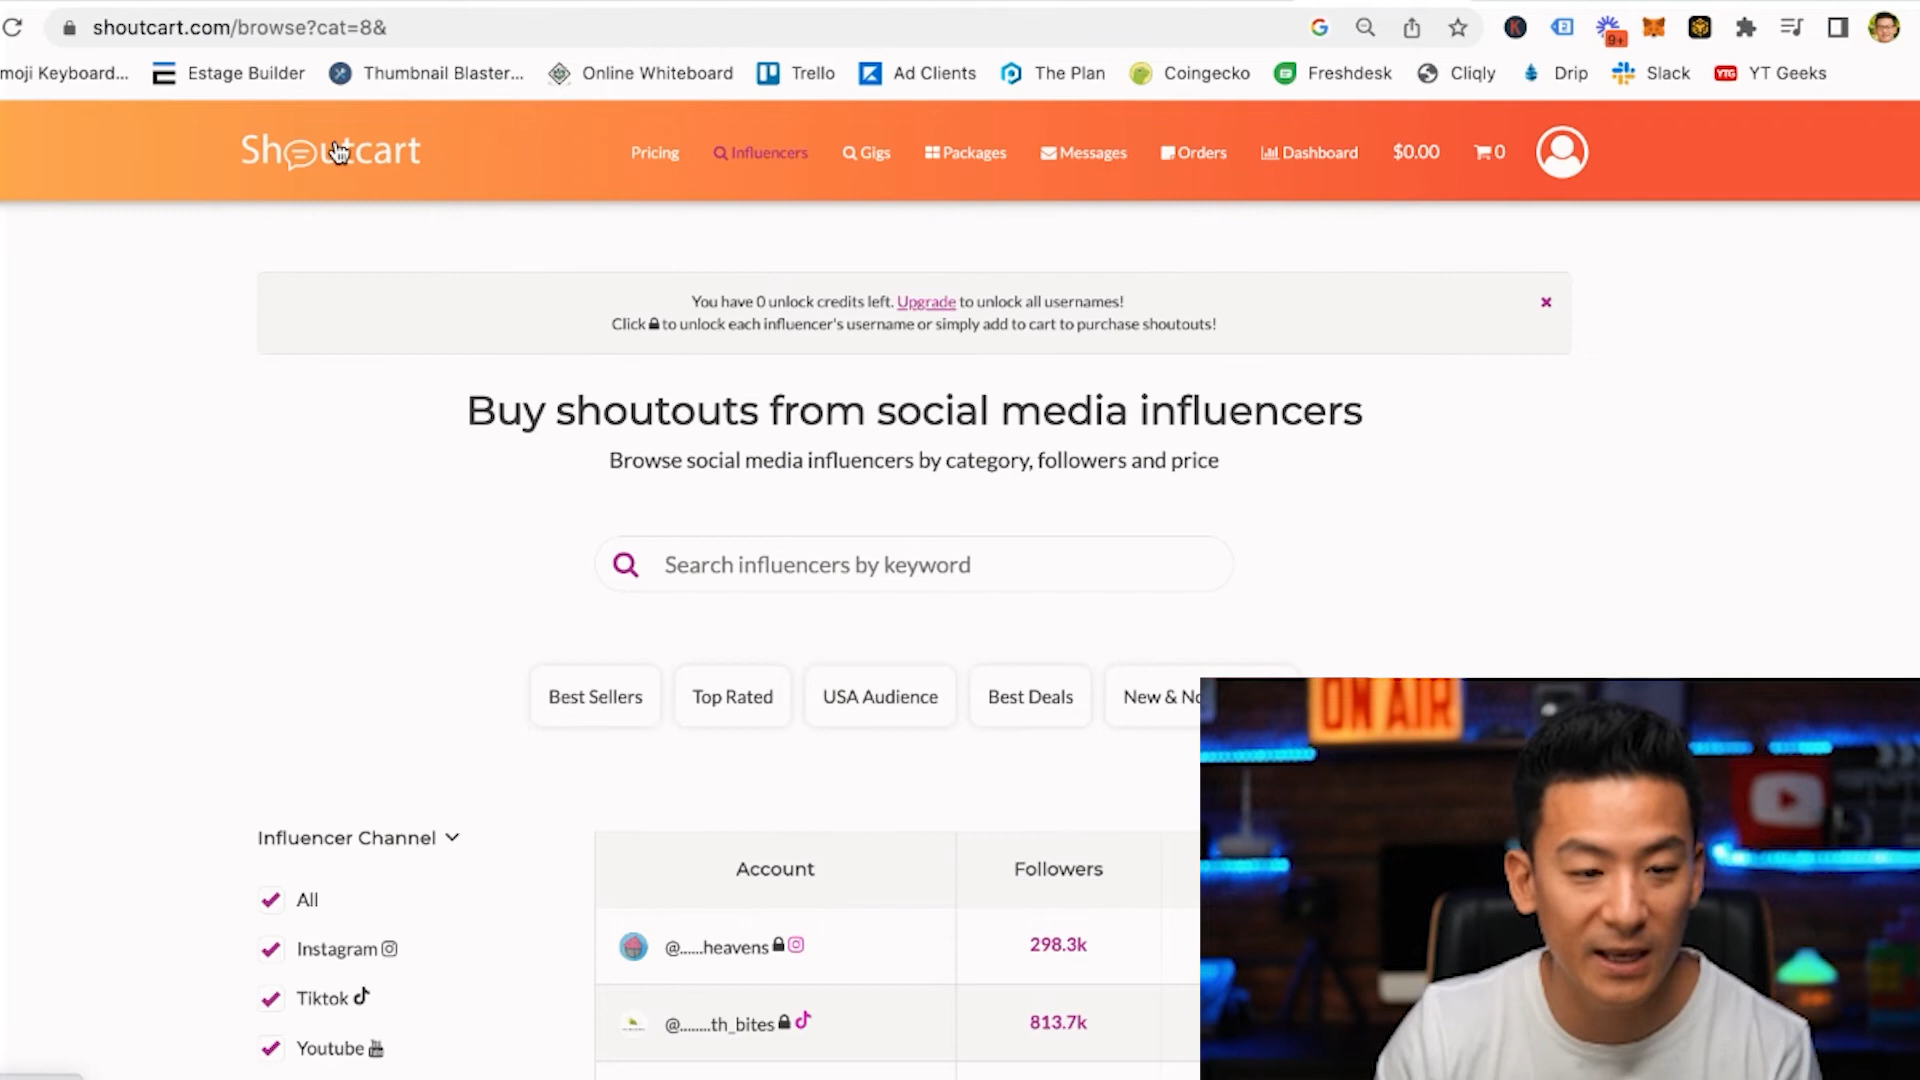 shoutcart.com/browse?cat=8&
9+
moji Keyboard...
Estage Builder
Thumbnail Blaster...
Online Whiteboard
Trello
Ad Clients
The Plan
Coingecko
Freshdesk
Cliqly
Drip
Slack
YTG
YT Geeks
Shoutcart
Pricing
Influencers
Gigs
Packages
Messages
Orders
Dashboard
$0.00
0
You have 0 unlock credits left. Upgrade to unlock all usernames!
Click to unlock each influencer's username or simply add to cart to purchase shoutouts!
Buy shoutouts from social media influencers
Browse social media influencers by category, followers and price
Search influencers by keyword
Best Sellers
Top Rated
USA Audience
Best Deals
New & No
ON AIR
Influencer Channel
All
Instagram
Tiktok
Youtube
Account
Followers
@......heavens
298.3k
@........th_bites
813.7k